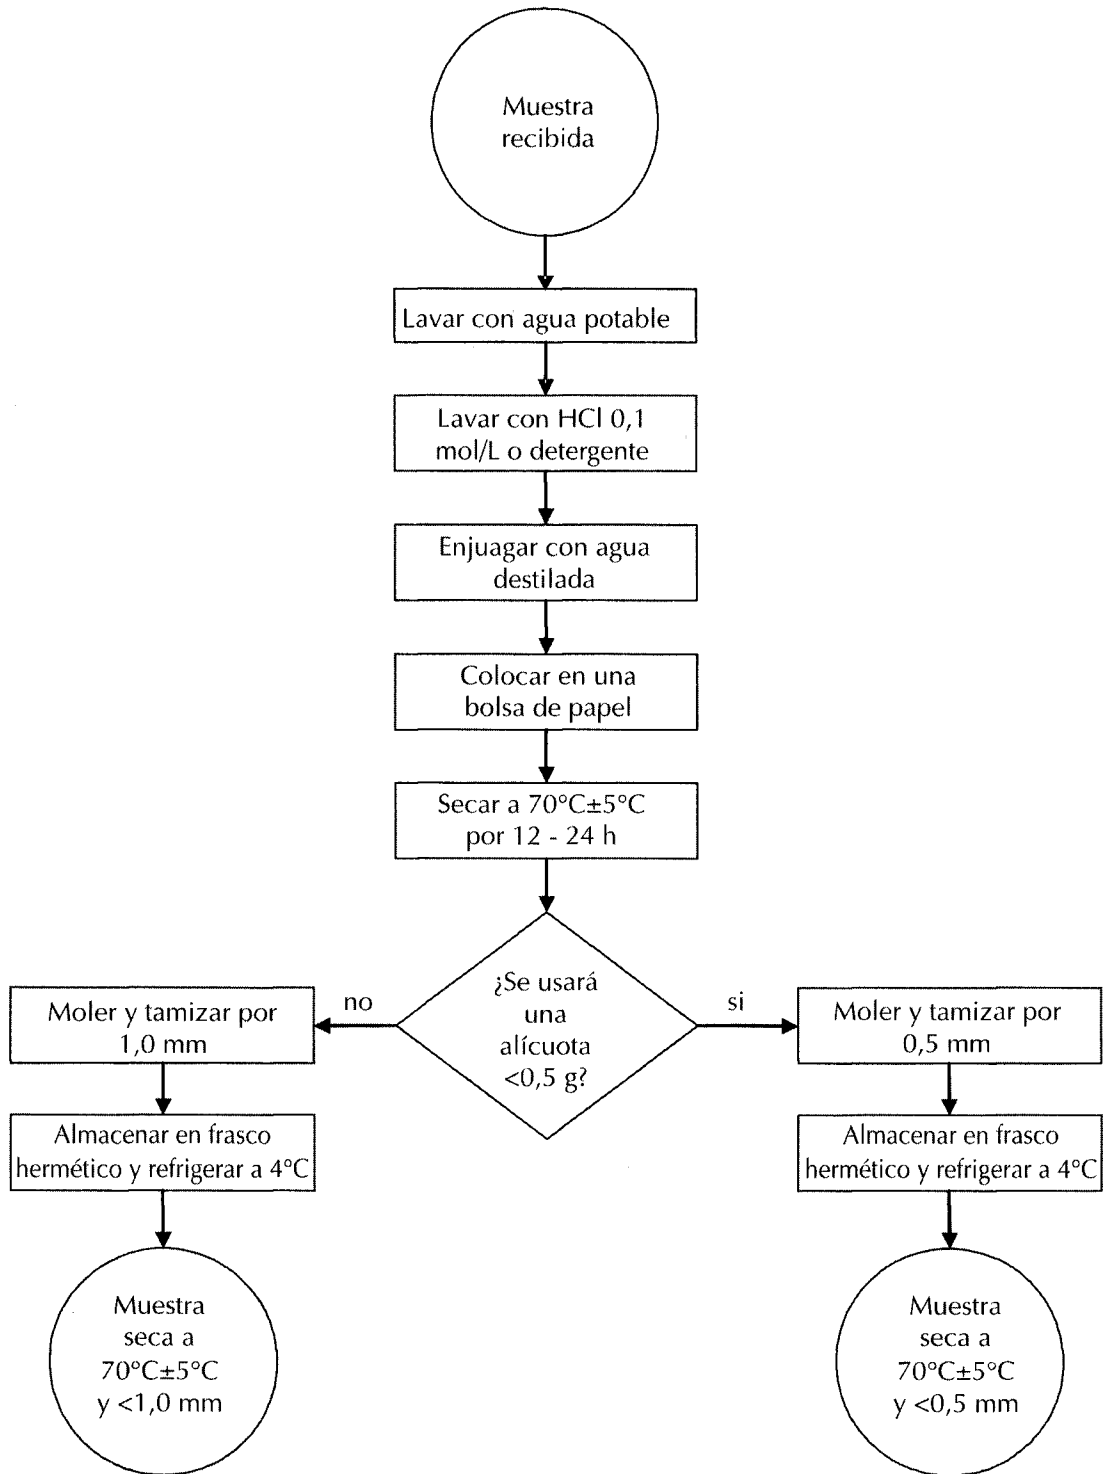 Muestra
recibida
Lavar con agua potable
Lavar con HCl 0,1
mol/L o detergente
Enjuagar con agua
destilada
Colocar en una
bolsa de papel
Secar a 70°C±5°C
por 12 - 24 h
¿Se usará
una
alícuota
<0,5 g?
no
Moler y tamizar por
1,0 mm
Almacenar en frasco
hermético y refrigerar a 4°C
Muestra
seca a
70°C±5°C
y <1,0 mm
si
Moler y tamizar por
0,5 mm
Almacenar en frasco
hermético y refrigerar a 4°C
Muestra
seca a
70°C±5°C
y <0,5 mm